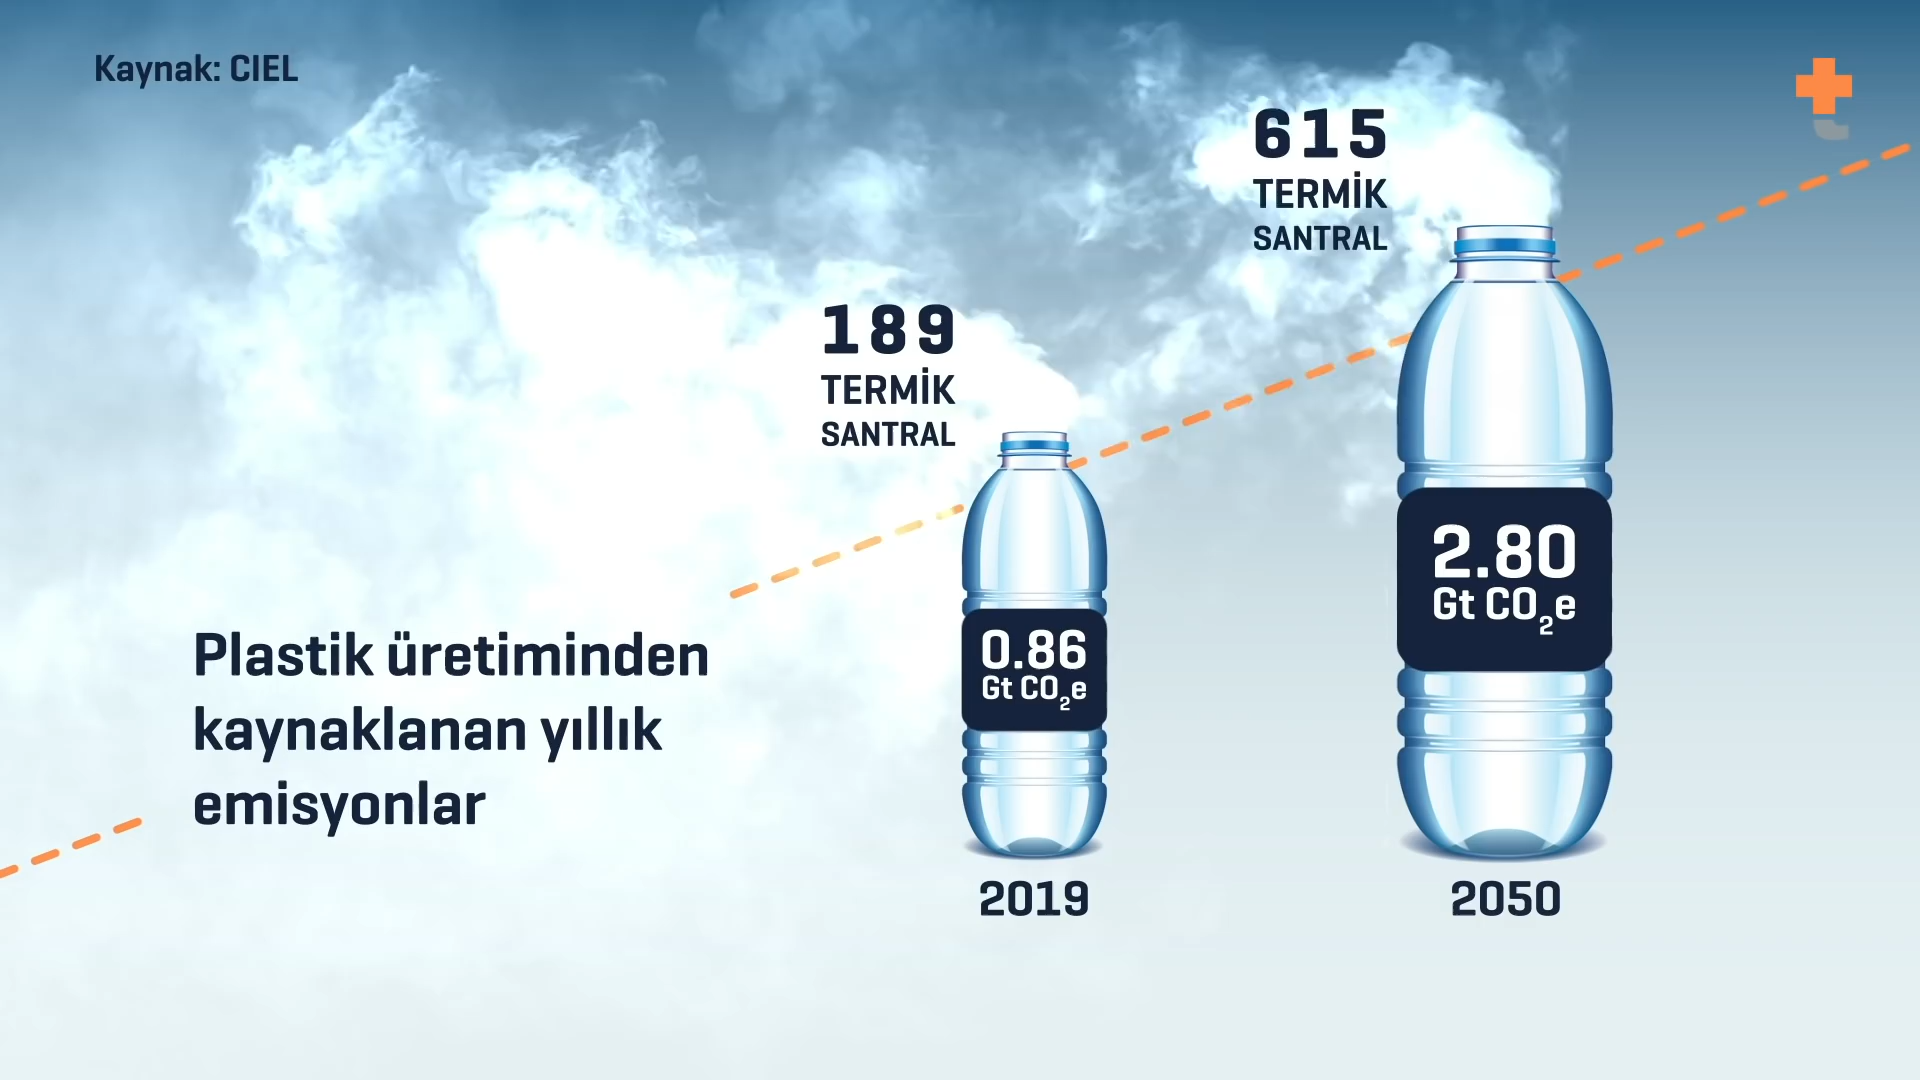 Kaynak: CIEL
615
TERMİK
SANTRAL
189
TERMİK
SANTRAL
2.80
Gt CO₂e
Plastik üretiminden
kaynaklanan yıllık
emisyonlar
0.86
Gt CO₂e
2019
2050